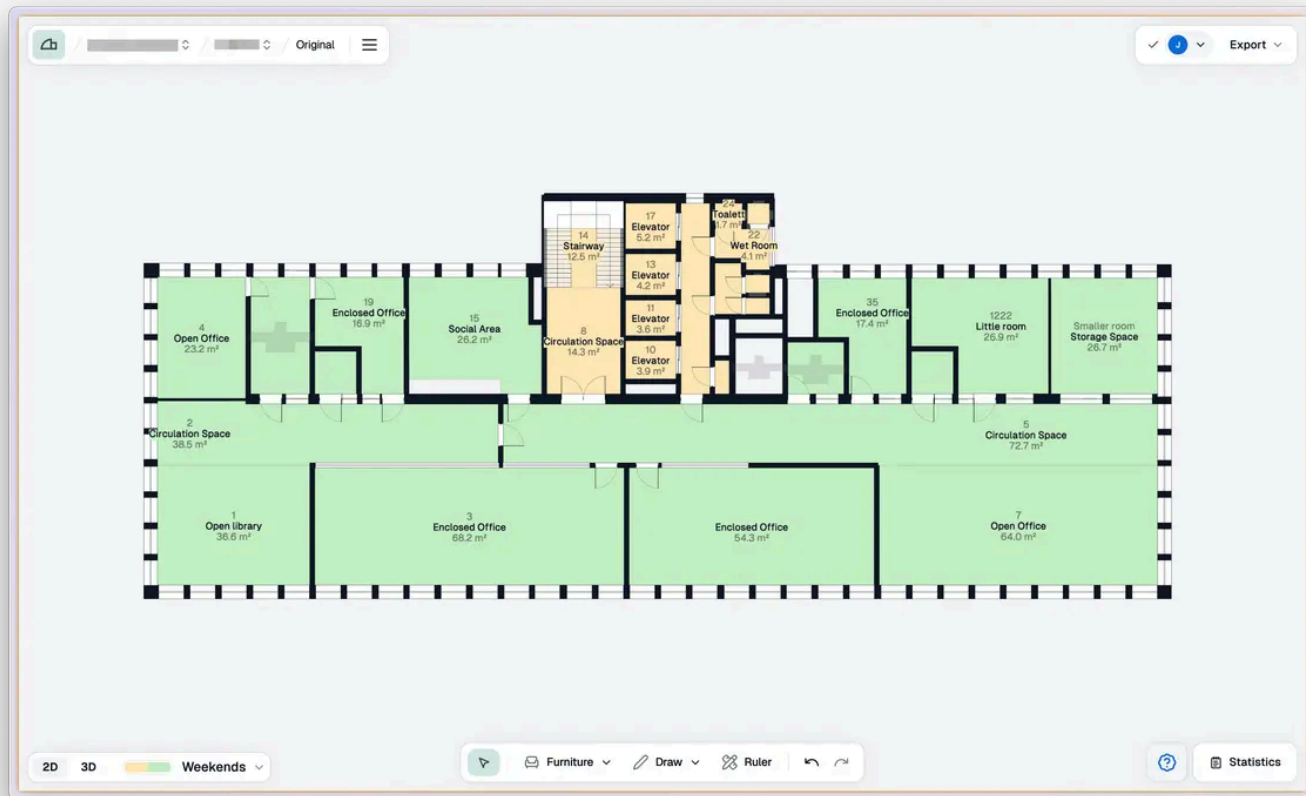 Original
J
Export
24
Toalett
1.7 m²
17
Elevator
5.2 m²
14
Stairway
12.5 m²
22
Wet Room
4.1 m²
13
Elevator
4.2 m²
19
Enclosed Office
16.9 m²
35
Enclosed Office
17.4 m²
11
Elevator
3.6 m²
15
Social Area
26.2 m²
1222
Little room
26.9 m²
4
Open Office
23.2 m²
Smaller room
Storage Space
26.7 m²
8
Circulation Space
14.3 m²
10
Elevator
3.9 m²
2
Circulation Space
38.5 m²
5
Circulation Space
72.7 m²
1
Open library
36.6 m²
3
Enclosed Office
68.2 m²
Enclosed Office
54.3 m²
7
Open Office
64.0 m²
2D 3D Weekends
Furniture Draw Ruler
? Statistics